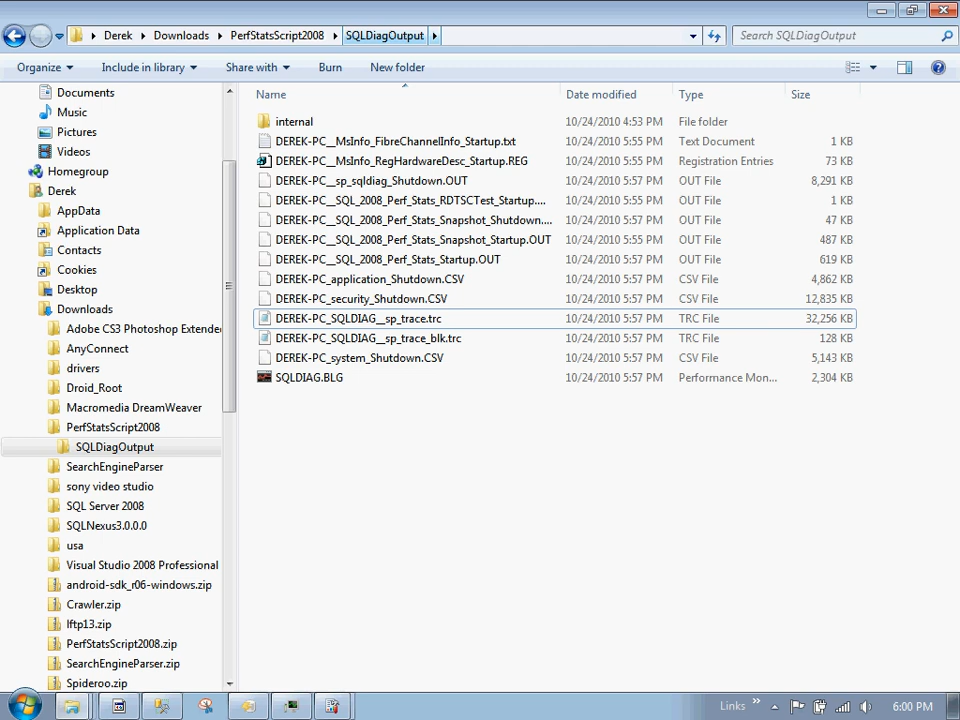 Derek Downloads PerfStatsScript2008 SQLDiagOutput
Search SQLDiagOutput
Organize Include in library Share with Burn New folder
Documents
Music
Pictures
Videos
Homegroup
Derek
AppData
Application Data
Contacts
Cookies
Desktop
Downloads
Adobe CS3 Photoshop Extende
AnyConnect
drivers
Droid_Root
Macromedia DreamWeaver
PerfStatsScript2008
SQLDiagOutput
SearchEngineParser
sony video studio
SQL Server 2008
SQLNexus3.0.0.0
usa
Visual Studio 2008 Professional
android-sdk_r06-windows.zip
Crawler.zip
lftp13.zip
PerfStatsScript2008.zip
SearchEngineParser.zip
Spideroo.zip
Name Date modified Type Size
internal 10/24/2010 4:53 PM File folder
DEREK-PC__MsInfo_FibreChannelInfo_Startup.txt 10/24/2010 5:55 PM Text Document 1 KB
DEREK-PC__MsInfo_RegHardwareDesc_Startup.REG 10/24/2010 5:55 PM Registration Entries 73 KB
DEREK-PC__sp_sqldiag_Shutdown.OUT 10/24/2010 5:57 PM OUT File 8,291 KB
DEREK-PC__SQL_2008_Perf_Stats_RDTSCTest_Startup.... 10/24/2010 5:55 PM OUT File 1 KB
DEREK-PC__SQL_2008_Perf_Stats_Snapshot_Shutdown.... 10/24/2010 5:57 PM OUT File 47 KB
DEREK-PC__SQL_2008_Perf_Stats_Snapshot_Startup.OUT 10/24/2010 5:55 PM OUT File 487 KB
DEREK-PC__SQL_2008_Perf_Stats_Startup.OUT 10/24/2010 5:57 PM OUT File 619 KB
DEREK-PC_application_Shutdown.CSV 10/24/2010 5:57 PM CSV File 4,862 KB
DEREK-PC_security_Shutdown.CSV 10/24/2010 5:57 PM CSV File 12,835 KB
DEREK-PC_SQLDIAG__sp_trace.trc 10/24/2010 5:57 PM TRC File 32,256 KB
DEREK-PC_SQLDIAG__sp_trace_blk.trc 10/24/2010 5:57 PM TRC File 128 KB
DEREK-PC_system_Shutdown.CSV 10/24/2010 5:57 PM CSV File 5,143 KB
SQLDIAG.BLG 10/24/2010 5:57 PM Performance Mon... 2,304 KB
Links 6:00 PM